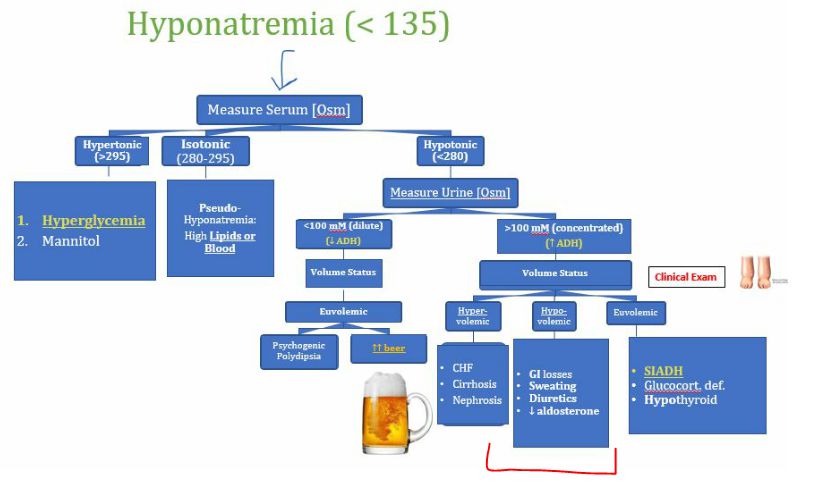 Hyponatremia (< 135)
Measure Serum [Osm]
Hypertonic
(>295)
Isotonic
(280-295)
Hypotonic
(<280)
1. Hyperglycemia
2. Mannitol
Pseudo-
Hyponatremia:
High Lipids or
Blood
Measure Urine [Osm]
<100 mM (dilute)
(↓ ADH)
>100 mM (concentrated}
(↑ ADH)
Volume Status
Volume Status
Clinical Exam
Euvolemic
Hyper-
volemic
Hypo-
volemic
Euvolemic
Psychogenic
Polydipsia
↑↑ beer
• CHF
• Cirrhosis
• Nephrosis
• GI losses
• Sweating
• Diuretics
• ↓ aldosterone
• SIADH
• Glucocort. def.
• Hypothyroid